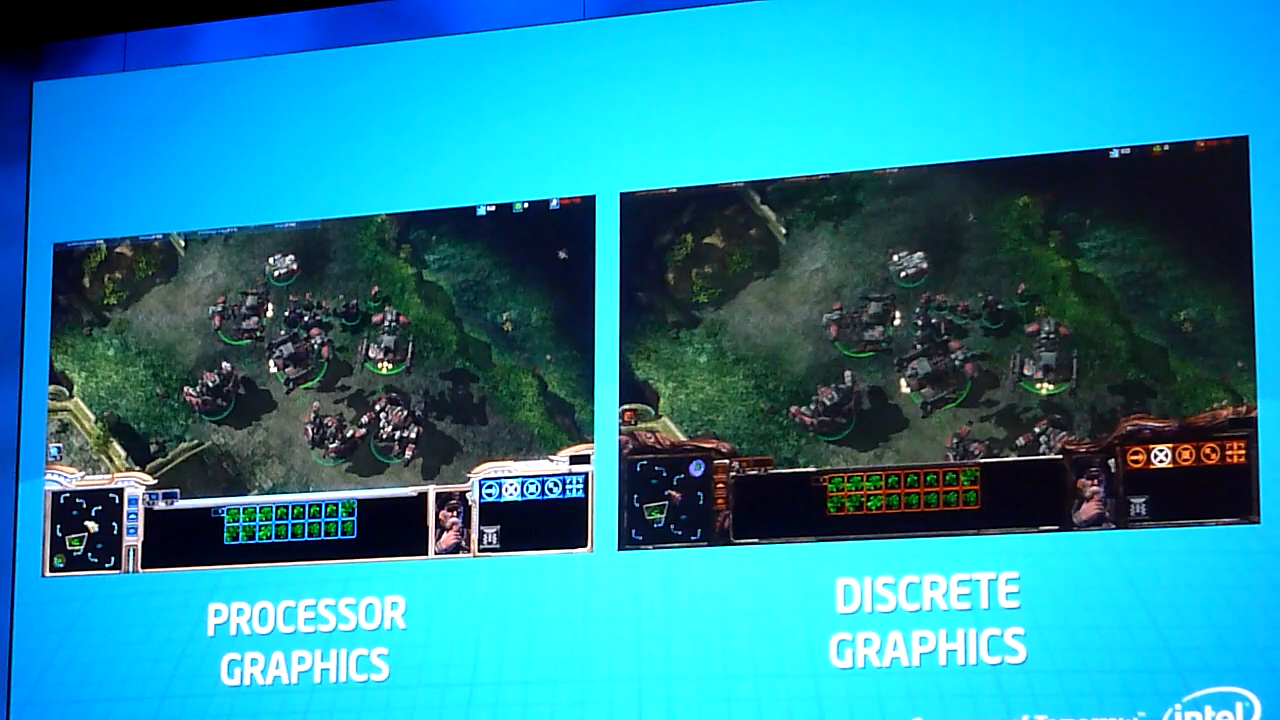 PROCESSOR
GRAPHICS
DISCRETE
GRAPHICS
intel